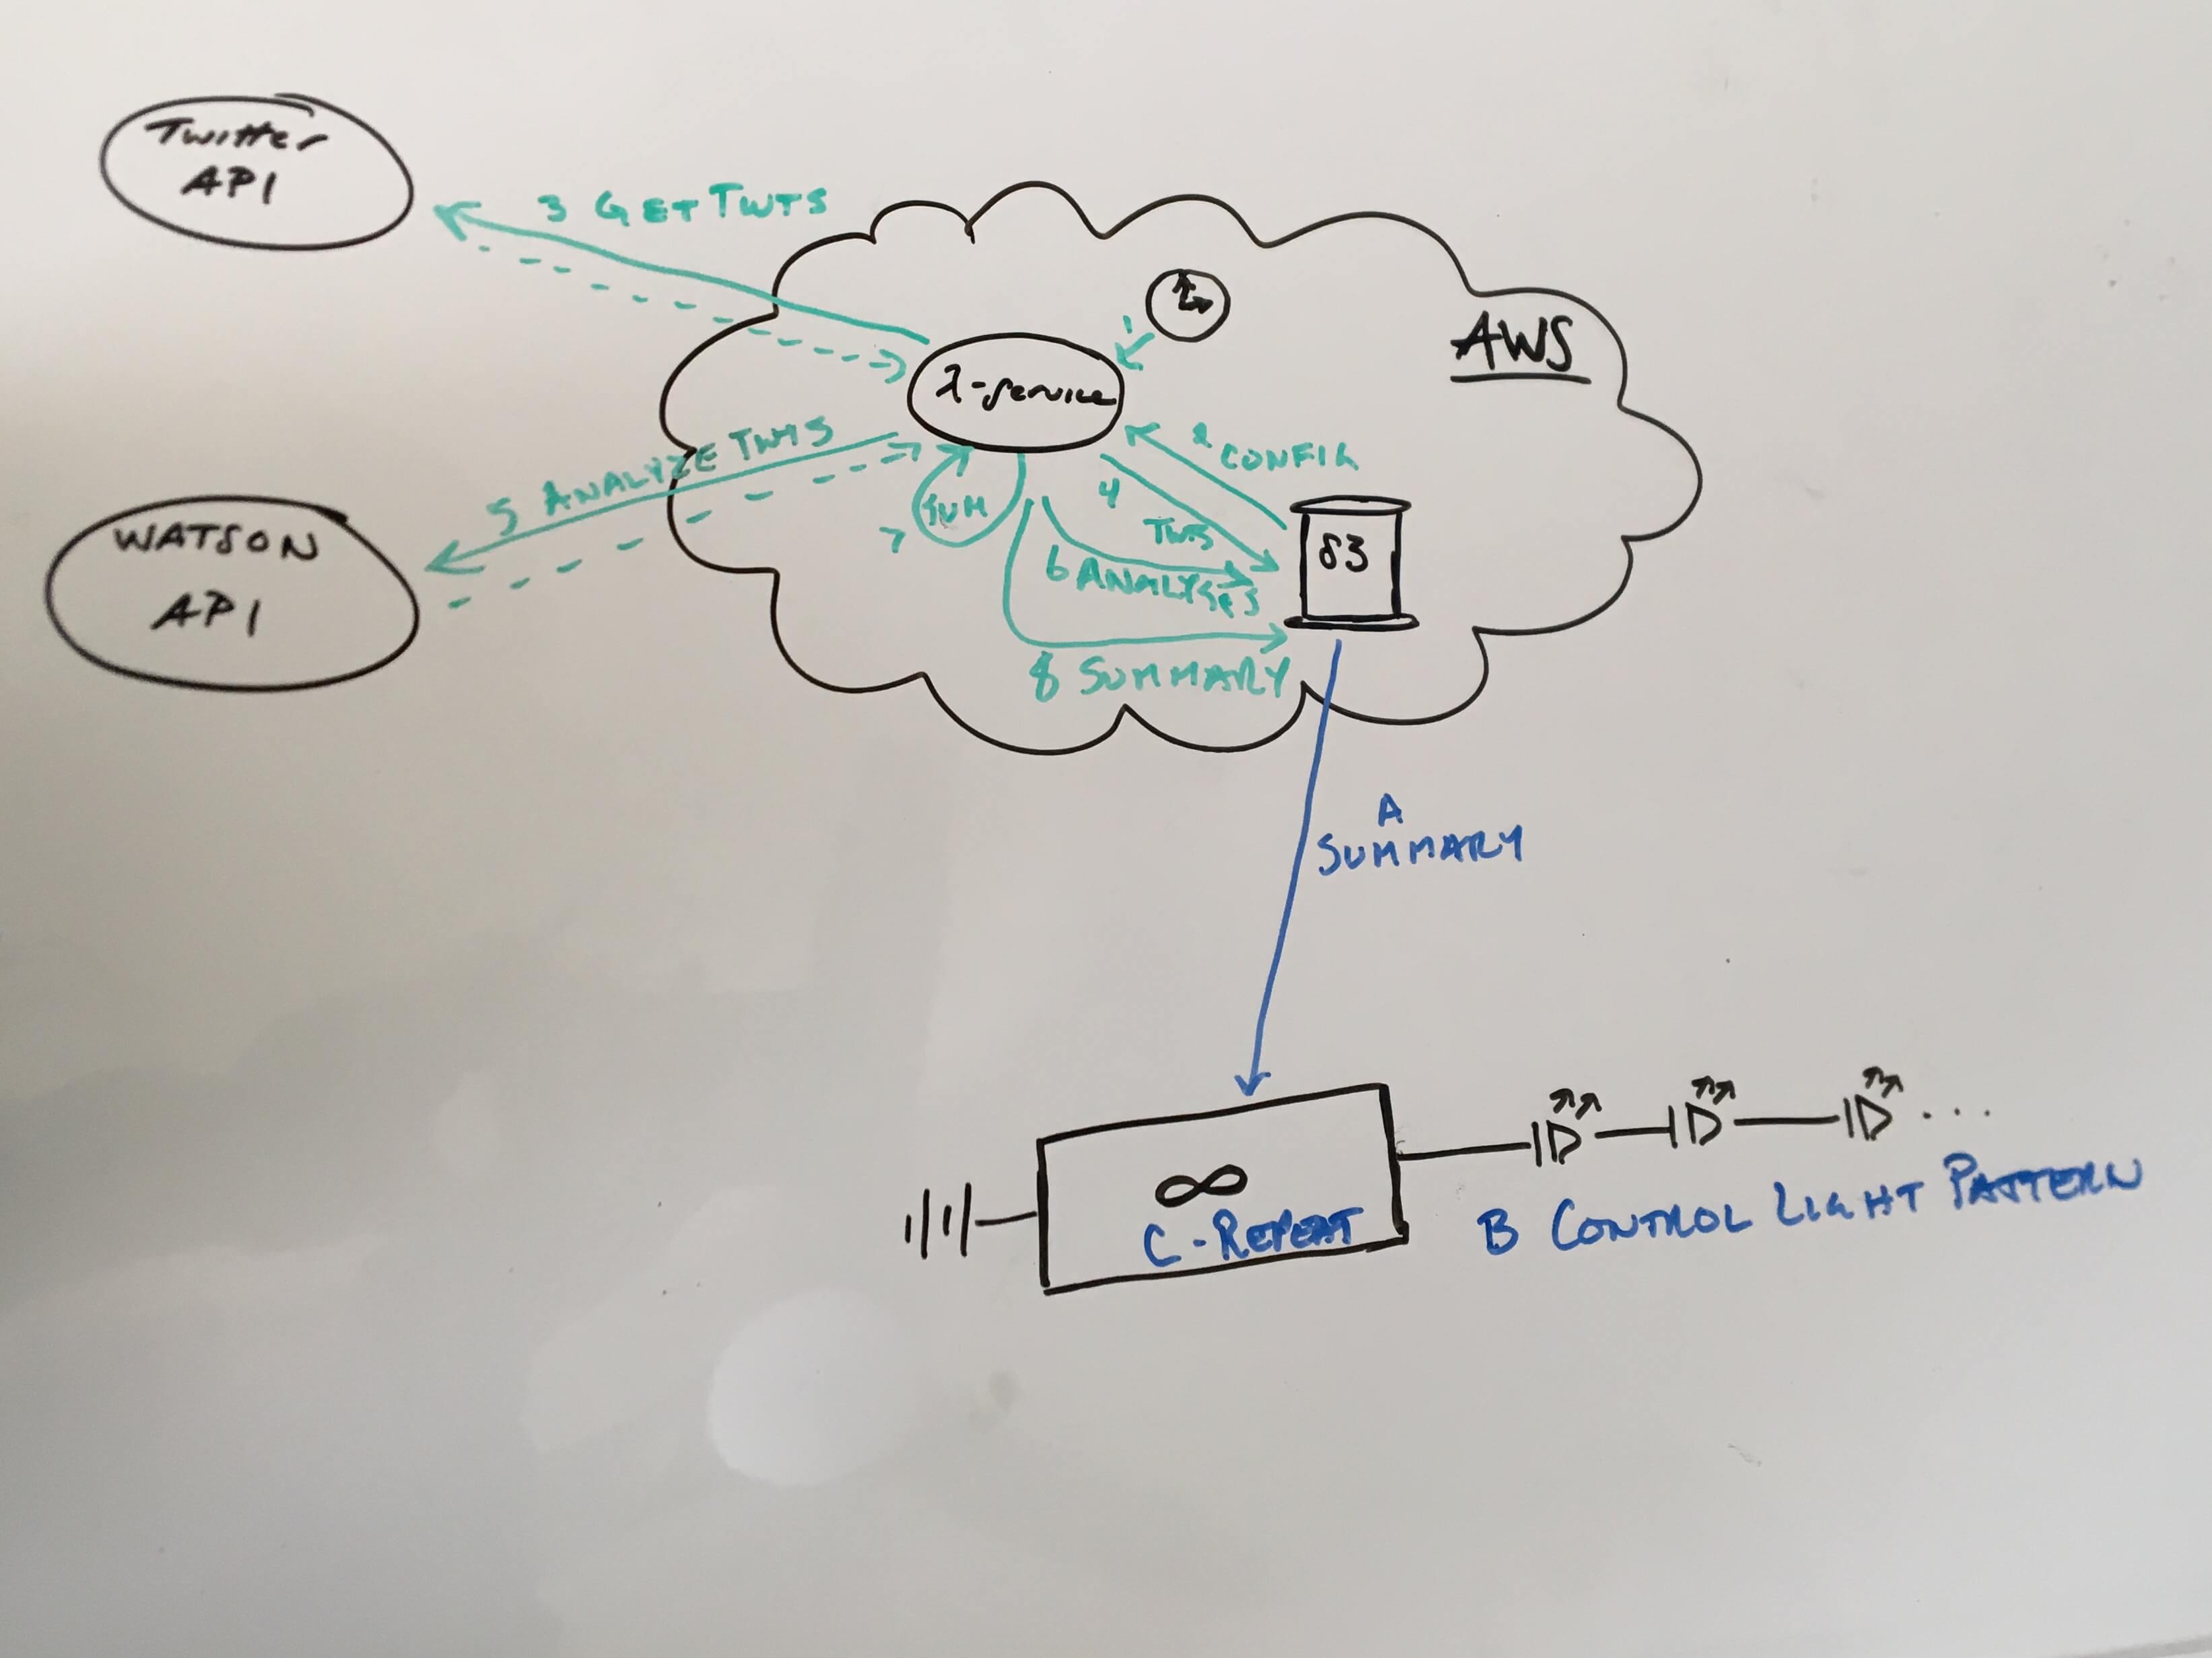 Twitter
API
3 GET TWTS
AWS
1
λ-service
2 CONFIG
5 ANALYZE TWTS
4
TWTS
S3
7
SUM
6 ANALYSES
WATSON
API
8 SUMMARY
A
SUMMARY
∞
C - REPEAT
B CONTROL LIGHT PATTERN